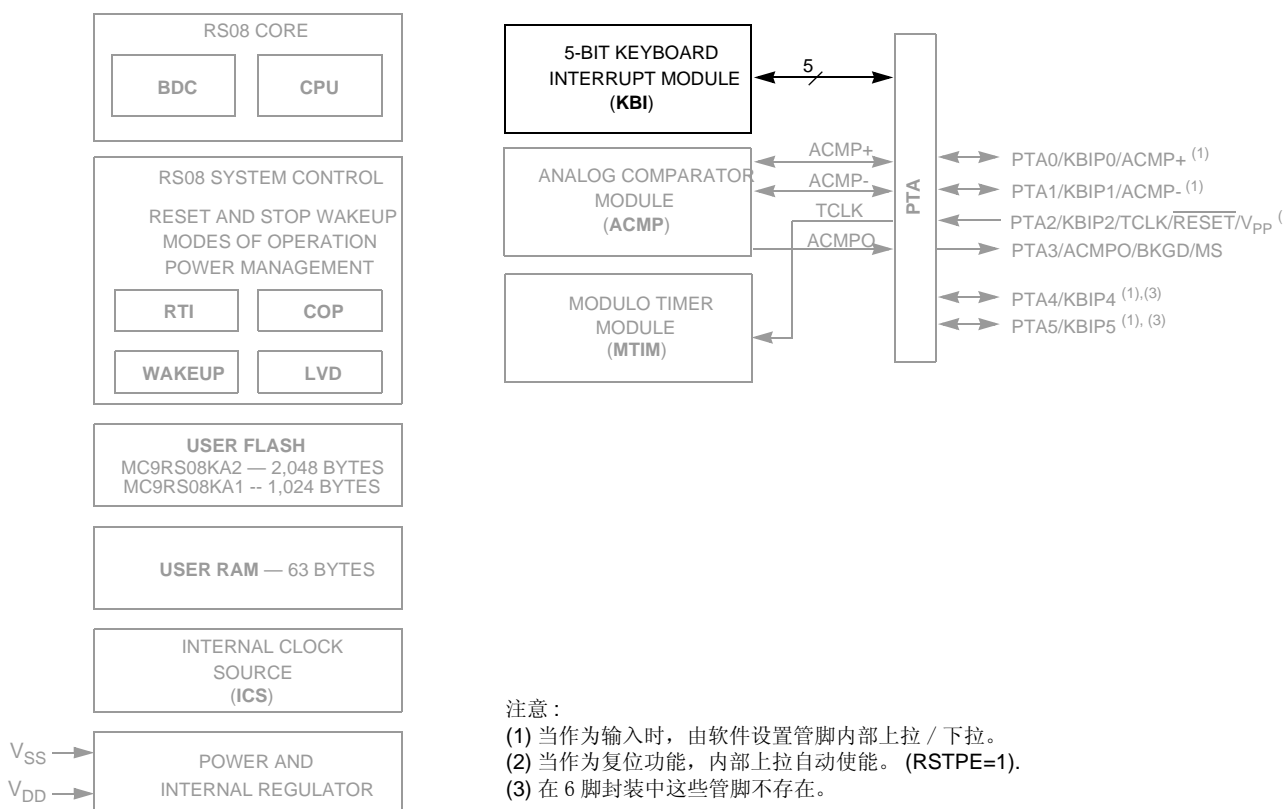 RS08 CORE
BDC
CPU
RS08 SYSTEM CONTROL
RESET AND STOP WAKEUP
MODES OF OPERATION
POWER MANAGEMENT
RTI
COP
WAKEUP
LVD
USER FLASH
MC9RS08KA2 — 2,048 BYTES
MC9RS08KA1 -- 1,024 BYTES
USER RAM — 63 BYTES
INTERNAL CLOCK
SOURCE
(ICS)
VSS
VDD
POWER AND
INTERNAL REGULATOR
5-BIT KEYBOARD
INTERRUPT MODULE
(KBI)
5
ANALOG COMPARATOR
MODULE
(ACMP)
ACMP+
ACMP-
TCLK
ACMPO
MODULO TIMER
MODULE
(MTIM)
PTA
PTA0/KBIP0/ACMP+ (1)
PTA1/KBIP1/ACMP- (1)
PTA2/KBIP2/TCLK/RESET/VPP (
PTA3/ACMPO/BKGD/MS
PTA4/KBIP4 (1),(3)
PTA5/KBIP5 (1), (3)
注意：
(1) 当作为输入时，由软件设置管脚内部上拉 / 下拉。
(2) 当作为复位功能，内部上拉自动使能。 (RSTPE=1).
(3) 在 6 脚封装中这些管脚不存在。